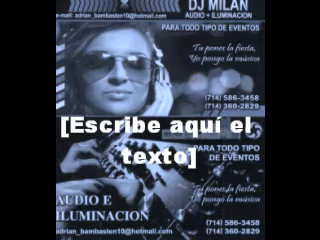 DJ MILAN
AUDIO + ILUMINACION
e-mail: adrian_bambasten10@hotmail.com
PARA TODO TIPO DE EVENTOS
Tu pones la fiesta,
Yo pongo la música
(714) 586-3458
(714) 360-2829
[Escribe aquí el
texto]
PARA TODO TIPO
DE EVENTOS
Tu pones la fiesta,
Yo pongo la música
AUDIO E
ILUMINACION
(714) 586-3458
(714) 360-2829
adrian_bambasten10@hotmail.com